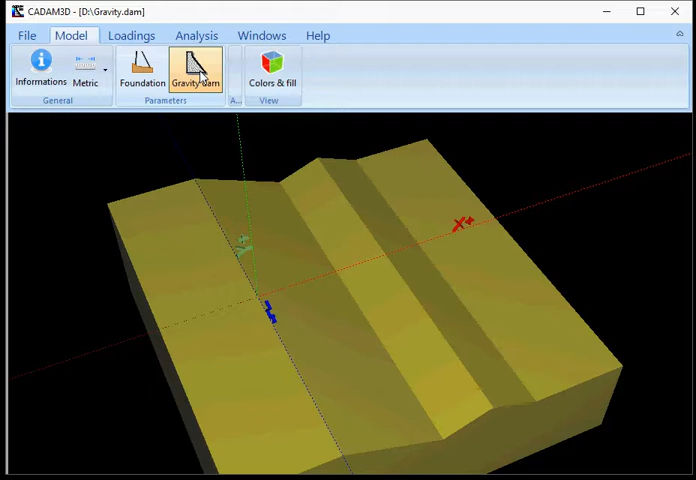 CADAM3D - [D:\Gravity.dam]
File Model Loadings Analysis Windows Help
Informations Metric Foundation Gravity dam Colors & fill
General Parameters A... View
X+
Y+